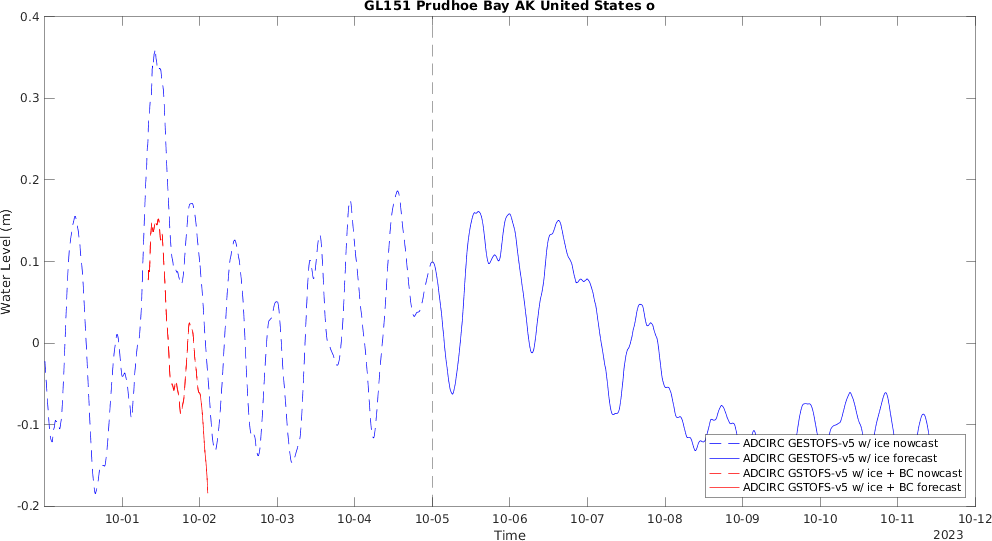 GL151 Prudhoe Bay AK United States o
0.4
0.3
0.2
0.1
0
-0.1
-0.2
Water Level (m)
ADCIRC GESTOFS-v5 w/ ice nowcast
ADCIRC GESTOFS-v5 w/ ice forecast
ADCIRC GSTOFS-v5 w/ ice + BC nowcast
ADCIRC GSTOFS-v5 w/ ice + BC forecast
10-01 10-02 10-03 10-04 10-05 10-06 10-07 10-08 10-09 10-10 10-11 10-12
Time
2023